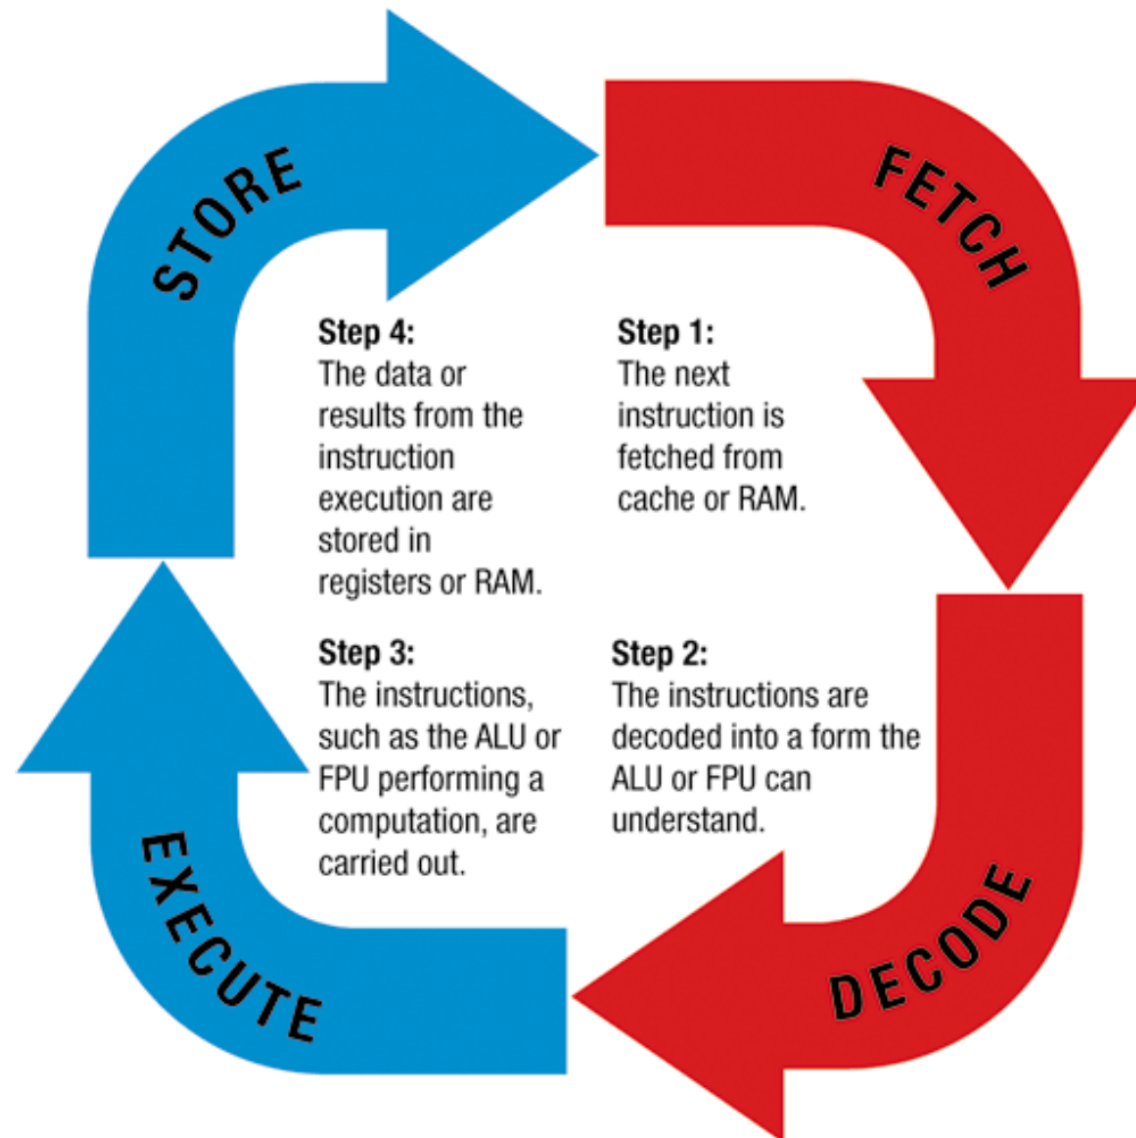 STORE
FETCH
Step 4:
The data or
results from the
instruction
execution are
stored in
registers or RAM.
Step 1:
The next
instruction is
fetched from
cache or RAM.
Step 3:
The instructions,
such as the ALU or
FPU performing a
computation, are
carried out.
Step 2:
The instructions are
decoded into a form the
ALU or FPU can
understand.
EXECUTE
DECODE